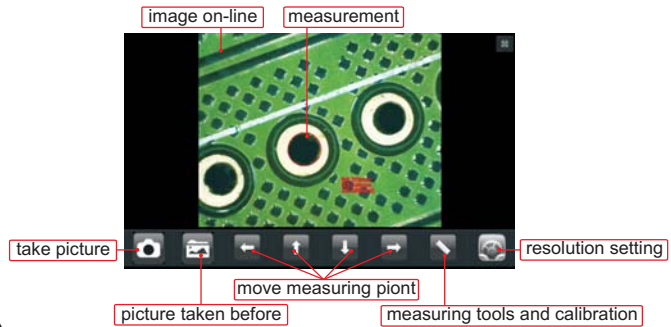 image on-line
measurement
take picture
resolution setting
move measuring piont
picture taken before
measuring tools and calibration